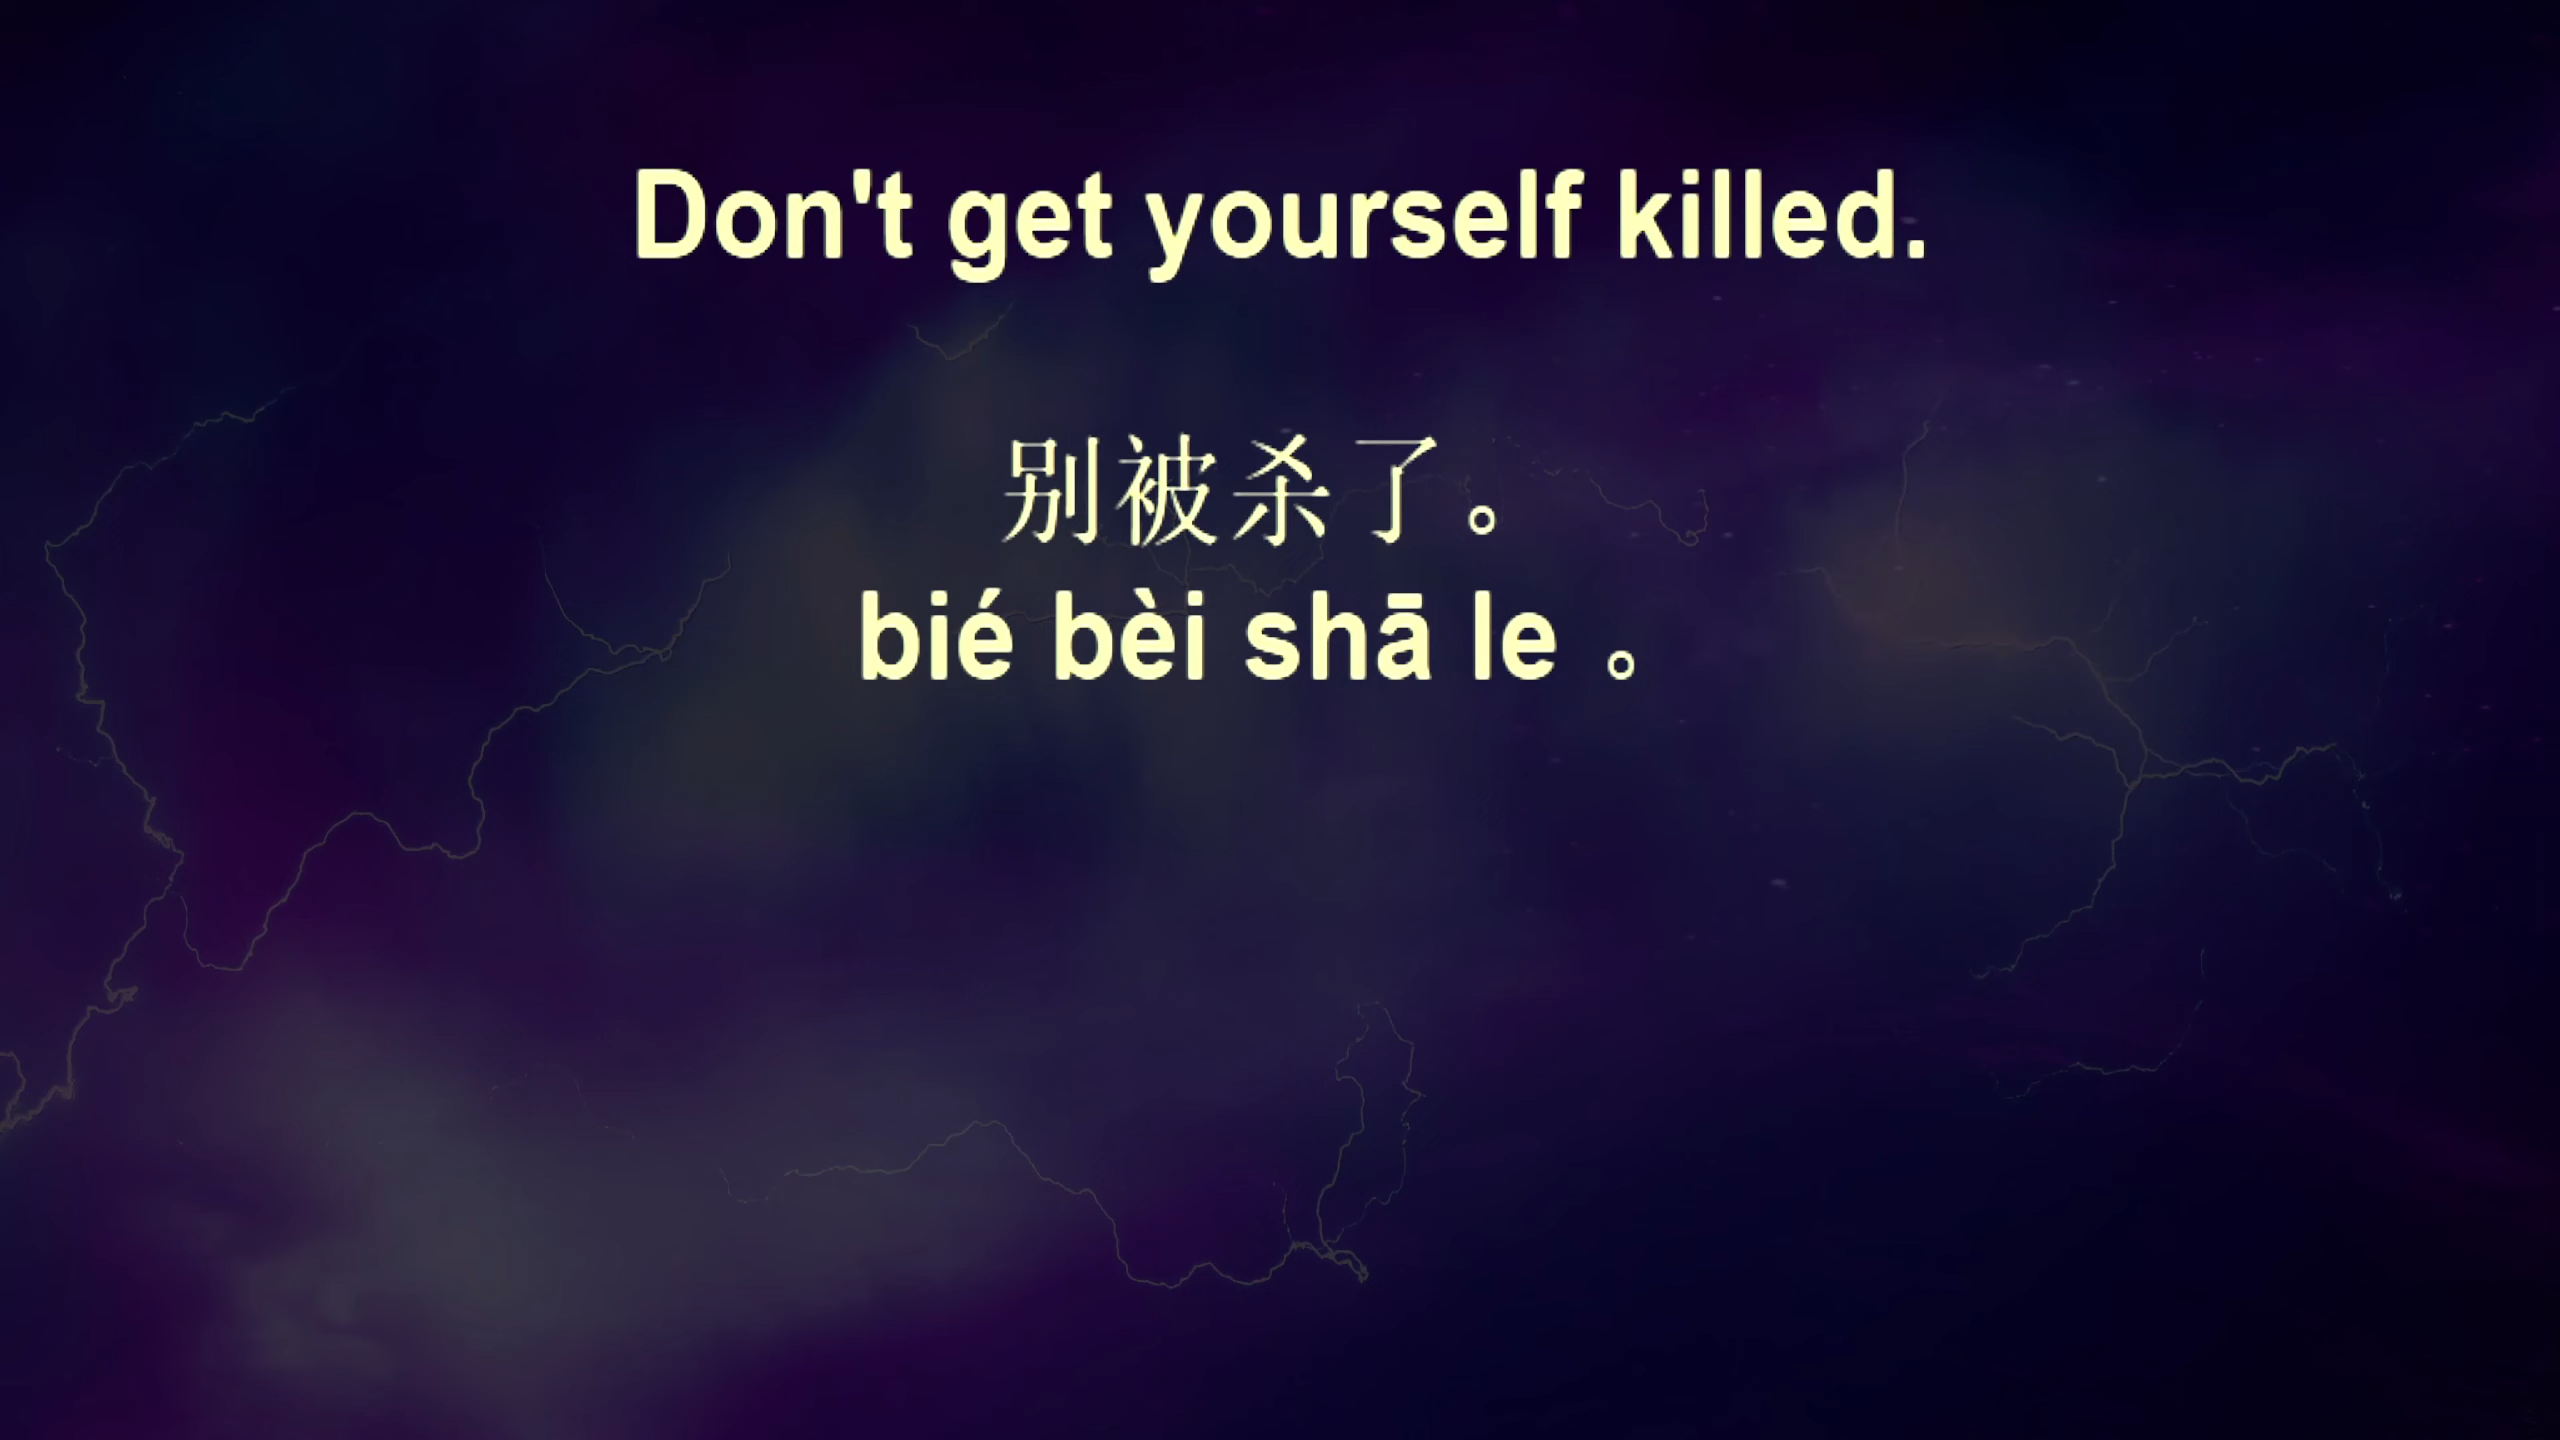 Don't get yourself killed.
别被杀了。
bié bèi shā le 。